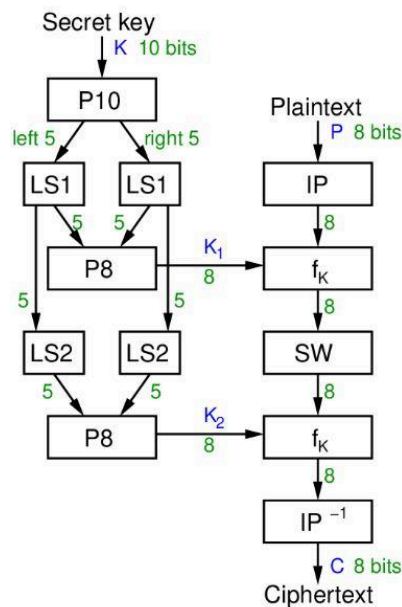 Secret key
K 10 bits
P10
left 5 right 5
LS1 LS1
5 5
P8
K1
8
5 5
LS2 LS2
5 5
P8
K2
8
Plaintext
P 8 bits
IP
8
fK
8
SW
8
fK
8
IP -1
C 8 bits
Ciphertext